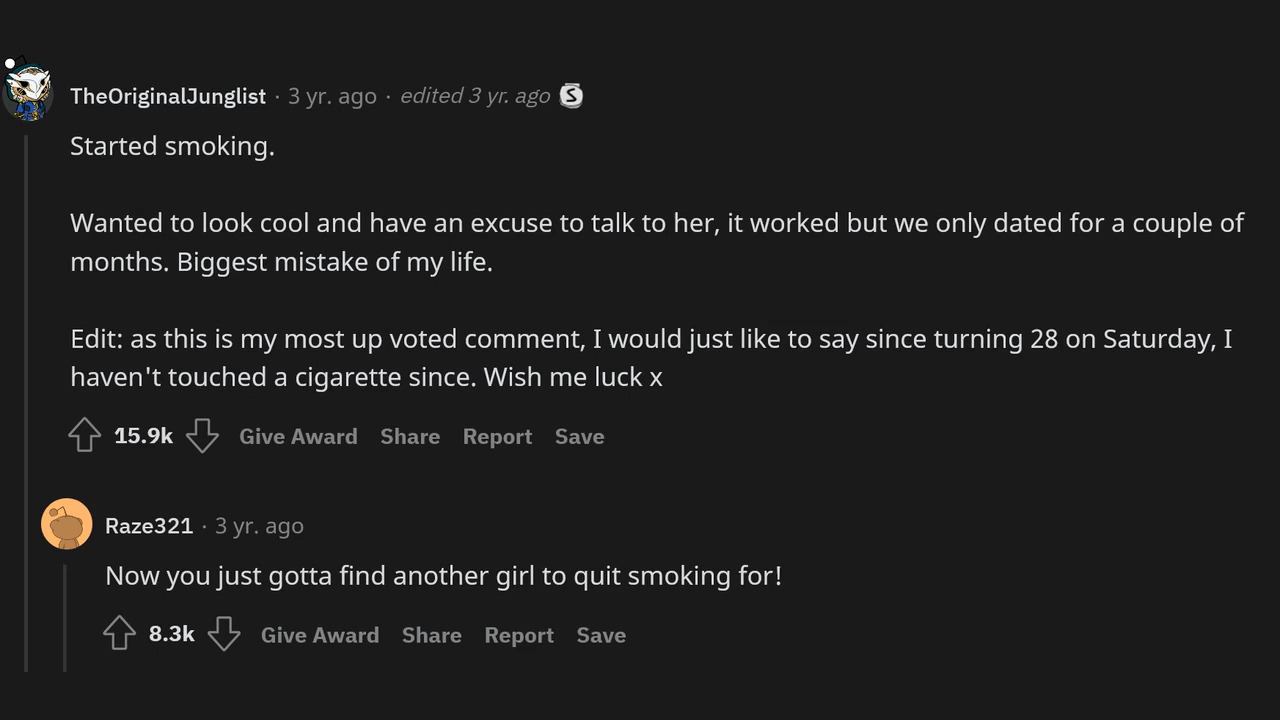 TheOriginalJunglist · 3 yr. ago · edited 3 yr. ago S
Started smoking.
Wanted to look cool and have an excuse to talk to her, it worked but we only dated for a couple of
months. Biggest mistake of my life.
Edit: as this is my most up voted comment, I would just like to say since turning 28 on Saturday, I
haven't touched a cigarette since. Wish me luck x
15.9k Give Award Share Report Save
Raze321 · 3 yr. ago
Now you just gotta find another girl to quit smoking for!
8.3k Give Award Share Report Save